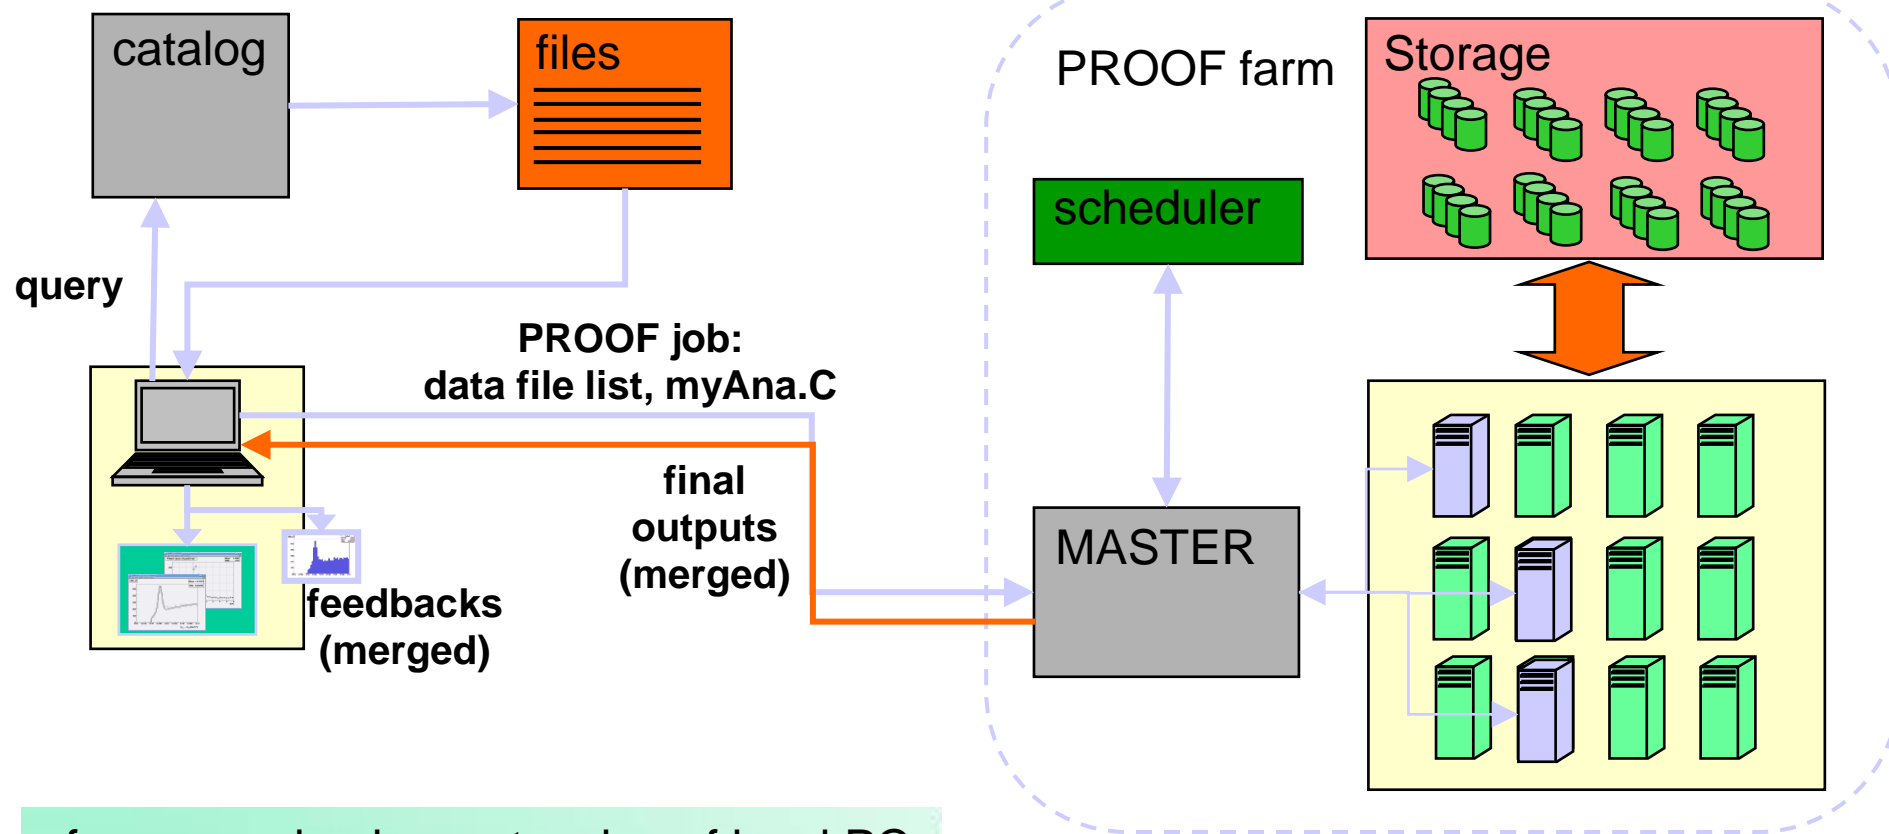 catalog
files
PROOF farm
Storage
scheduler
query
PROOF job:
data file list, myAna.C
final
outputs
(merged)
MASTER
feedbacks
(merged)